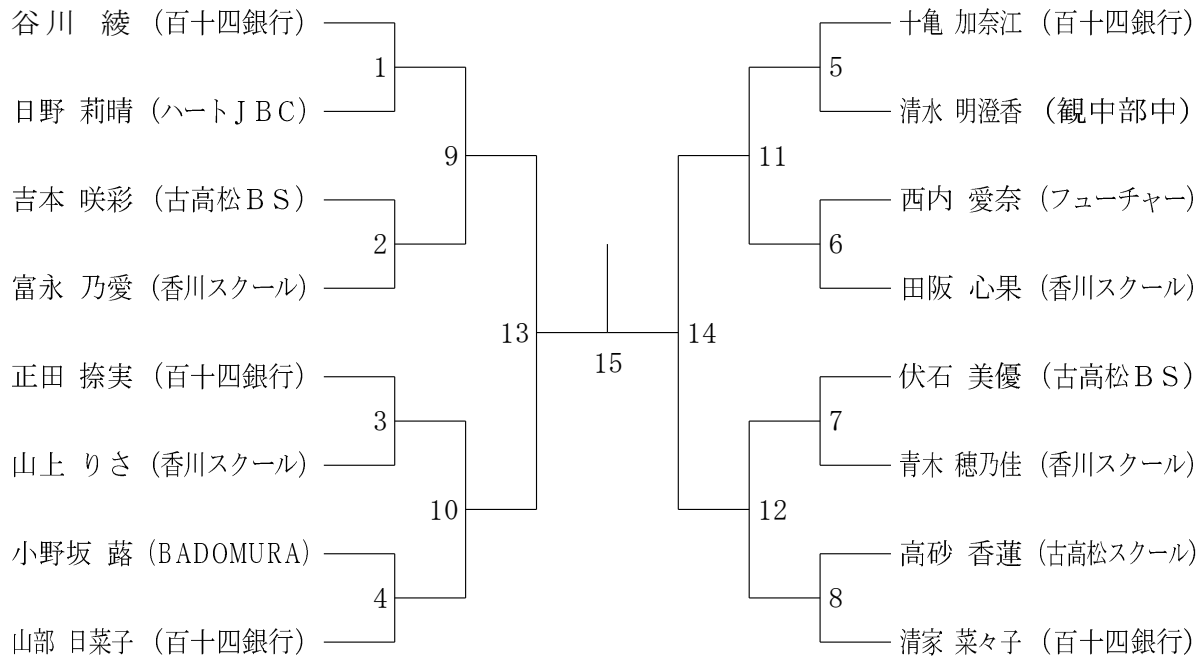 谷川 綾 (百十四銀行)
1
日野 莉晴 (ハートJBC)
9
吉本 咲彩 (古高松BS)
2
富永 乃愛 (香川スクール)
13
正田 捺実 (百十四銀行)
3
山上 りさ (香川スクール)
10
小野坂 蕗 (BADOMURA)
4
山部 日菜子 (百十四銀行)
15
十亀 加奈江 (百十四銀行)
5
清水 明澄香 (観中部中)
11
西内 愛奈 (フューチャー)
6
田阪 心果 (香川スクール)
14
伏石 美優 (古高松BS)
7
青木 穂乃佳 (香川スクール)
12
高砂 香蓮 (古高松スクール)
8
清家 菜々子 (百十四銀行)